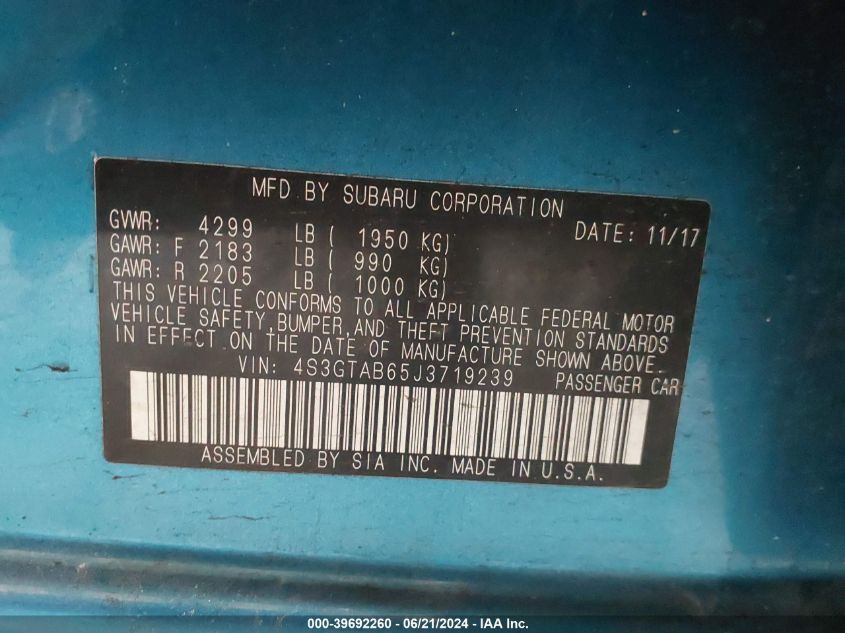 MFD BY SUBARU CORPORATION
GVWR: 4299 LB ( 1950 KG) DATE: 11/17
GAWR: F 2183 LB ( 990 KG)
GAWR: R 2205 LB ( 1000 KG)
THIS VEHICLE CONFORMS TO ALL APPLICABLE FEDERAL MOTOR
VEHICLE SAFETY,BUMPER,AND THEFT PREVENTION STANDARDS
IN EFFECT ON THE DATE OF MANUFACTURE SHOWN ABOVE.
VIN: 4S3GTAB65J3719239 PASSENGER CAR
ASSEMBLED BY SIA INC. MADE IN U.S.A.
000-39692260 - 06/21/2024 - IAA Inc.